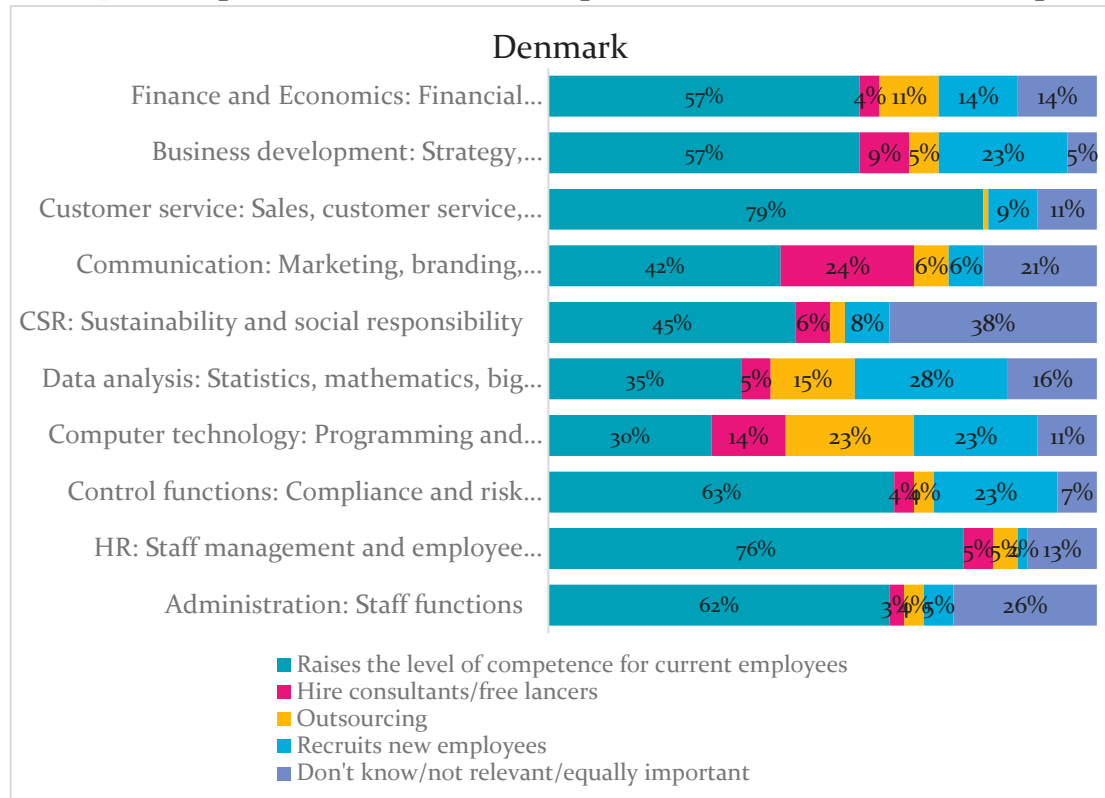 Denmark
Finance and Economics: Financial... 57% 4% 11% 14% 14%
Business development: Strategy,... 57% 9% 5% 23% 5%
Customer service: Sales, customer service,... 79% 9% 11%
Communication: Marketing, branding,... 42% 24% 6% 6% 21%
CSR: Sustainability and social responsibility 45% 6% 8% 38%
Data analysis: Statistics, mathematics, big... 35% 5% 15% 28% 16%
Computer technology: Programming and... 30% 14% 23% 23% 11%
Control functions: Compliance and risk... 63% 4% 4% 23% 7%
HR: Staff management and employee... 76% 5% 5% 2% 13%
Administration: Staff functions 62% 3% 4% 5% 26%
Raises the level of competence for current employees
Hire consultants/free lancers
Outsourcing
Recruits new employees
Don't know/not relevant/equally important